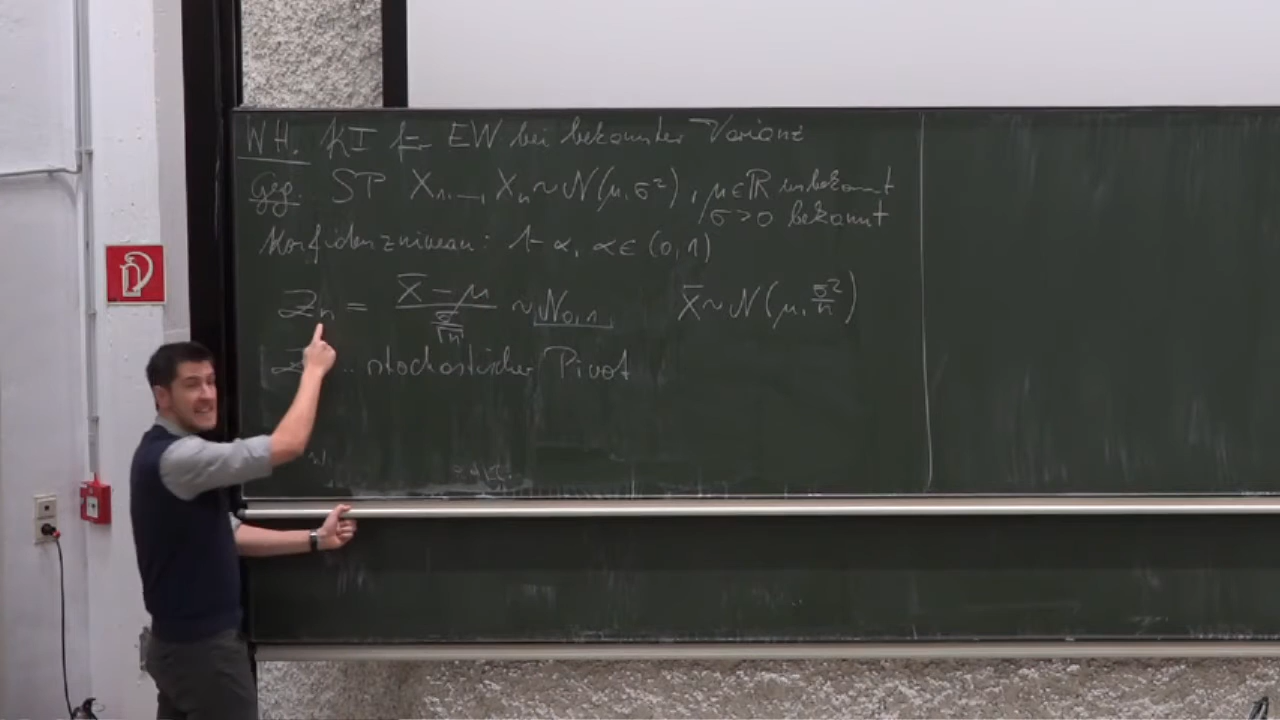 WH. KI für EW bei bekannter Varianz
Geg. SP X₁, ..., Xₙ ~ N(μ, σ²), μ ∈ ℝ unbekannt
σ > 0 bekannt
Konfidenzniveau: 1 - α, α ∈ (0, 1)
Zₙ = (X̄ - μ) / (σ/√n) ~ N₀,₁ X̄ ~ N(μ, σ²/n)
.. stochastischer Pivot